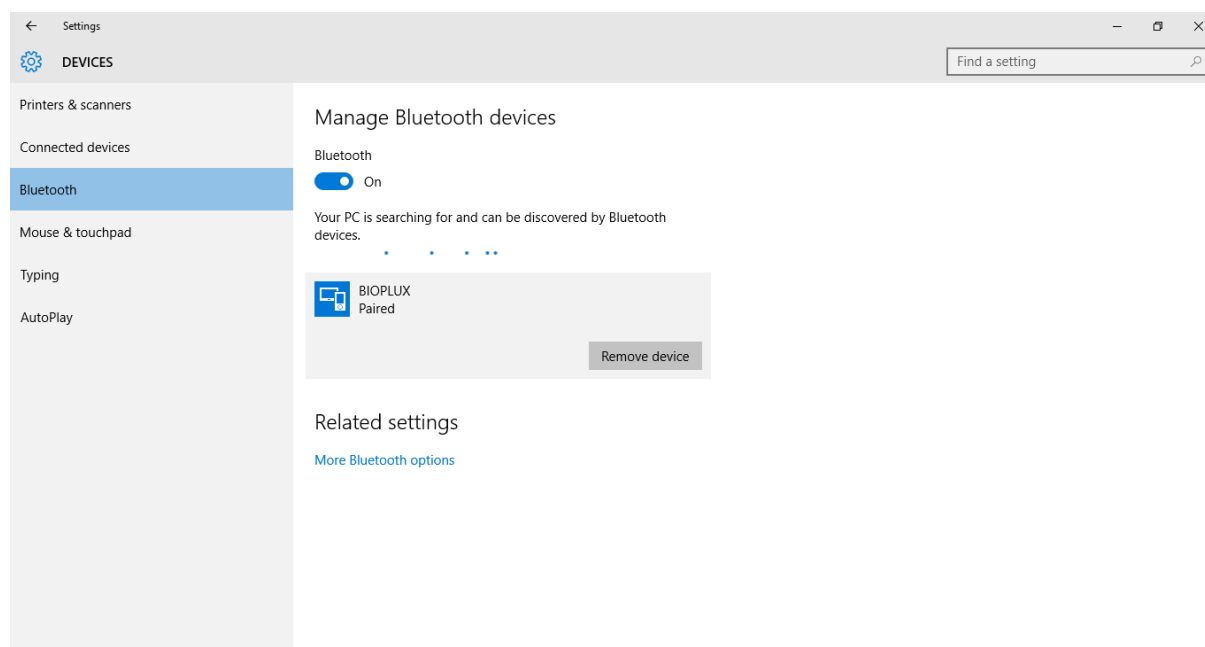 Settings
DEVICES
Find a setting
Printers & scanners
Connected devices
Bluetooth
Mouse & touchpad
Typing
AutoPlay
Manage Bluetooth devices
Bluetooth
On
Your PC is searching for and can be discovered by Bluetooth
devices.
BIOPLUX
Paired
Remove device
Related settings
More Bluetooth options